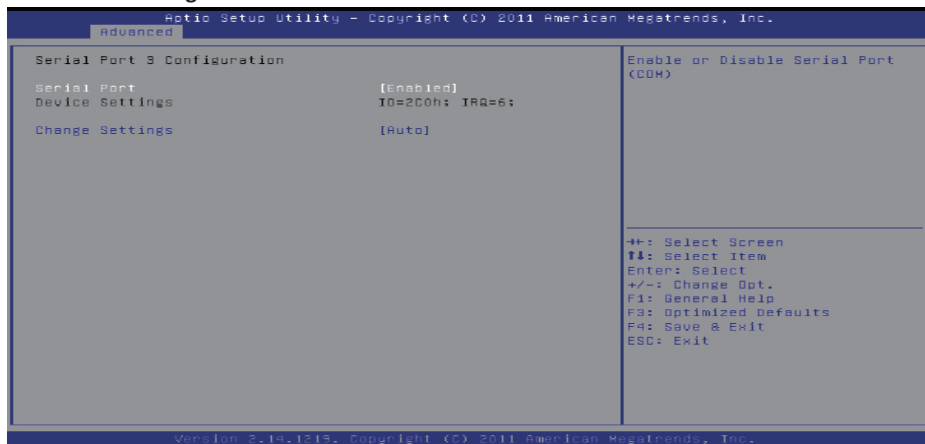 Aptio Setup Utility – Copyright (C) 2011 American Megatrends, Inc.
Advanced
Serial Port 3 Configuration
Serial Port [Enabled]
Device Settings IO=2C0h; IRQ=6;
Change Settings [Auto]
Enable or Disable Serial Port
(COM)
→←: Select Screen
↑↓: Select Item
Enter: Select
+/-: Change Opt.
F1: General Help
F3: Optimized Defaults
F4: Save & Exit
ESC: Exit
Version 2.14.1219. Copyright (C) 2011 American Megatrends, Inc.